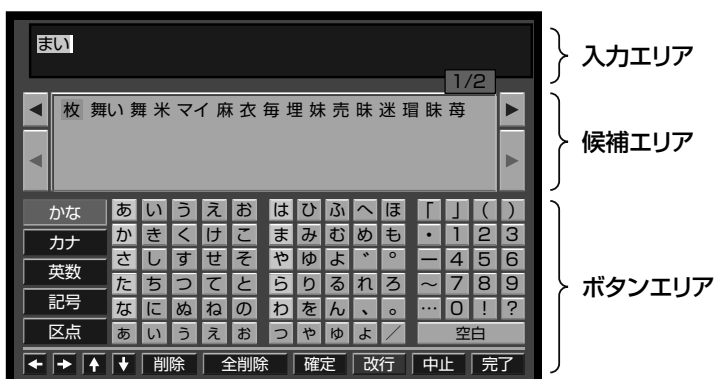 まい
入力エリア
1/2
◀ 枚 舞い 舞 米 マイ 麻 衣 毎 埋 妹 売 昧 迷 瑁 眛 苺 ▶
候補エリア
◀ ▶
かな あ い う え お は ひ ふ へ ほ 「 」 ( )
カナ か き く け こ ま み む め も ・ 1 2 3
英数 さ し す せ そ や ゆ よ ゛ ゜ ー 4 5 6
ボタンエリア
記号 た ち つ て と ら り る れ ろ ～ 7 8 9
な に ぬ ね の わ を ん 、 。 … 0 ! ?
区点 ぁ ぃ ぅ ぇ ぉ っ ゃ ゅ ょ ／ 空白
← → ↑ ↓ 削除 全削除 確定 改行 中止 完了